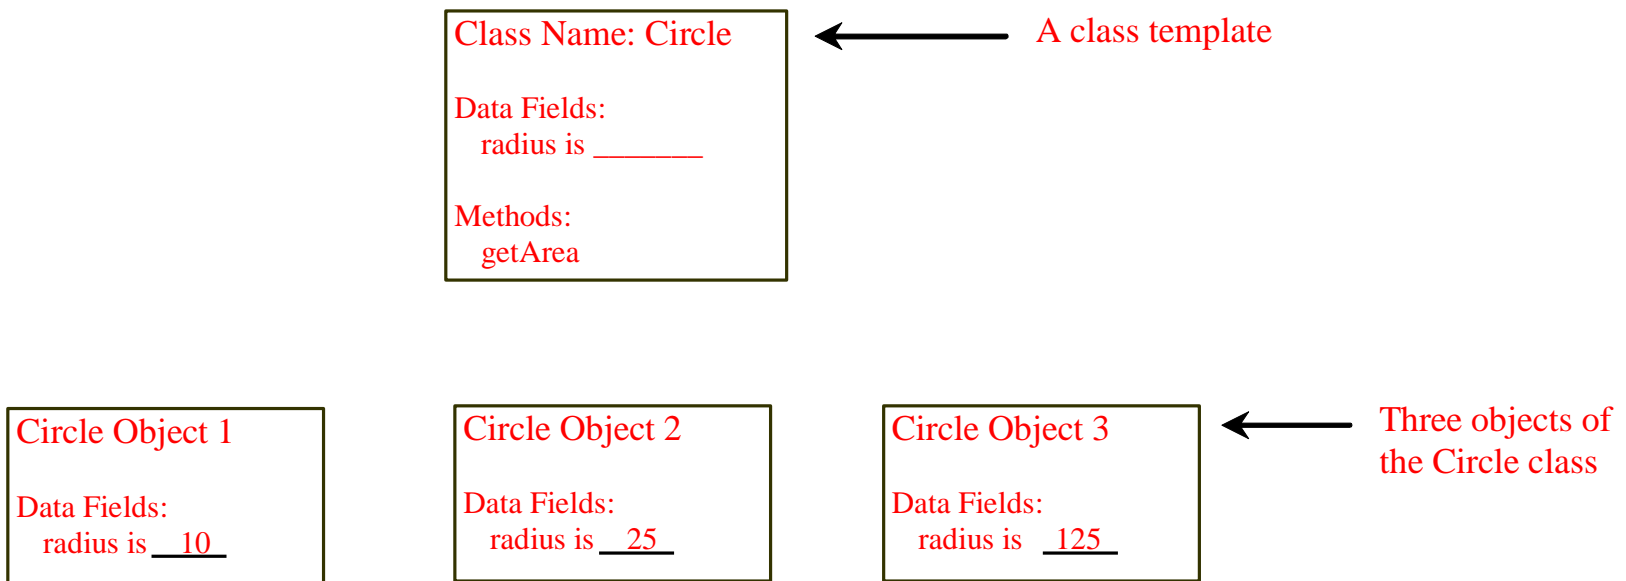 Class Name: Circle
A class template
Data Fields:
radius is _______
Methods:
getArea
Circle Object 1
Data Fields:
radius is 10
Circle Object 2
Data Fields:
radius is 25
Circle Object 3
Data Fields:
radius is 125
Three objects of
the Circle class